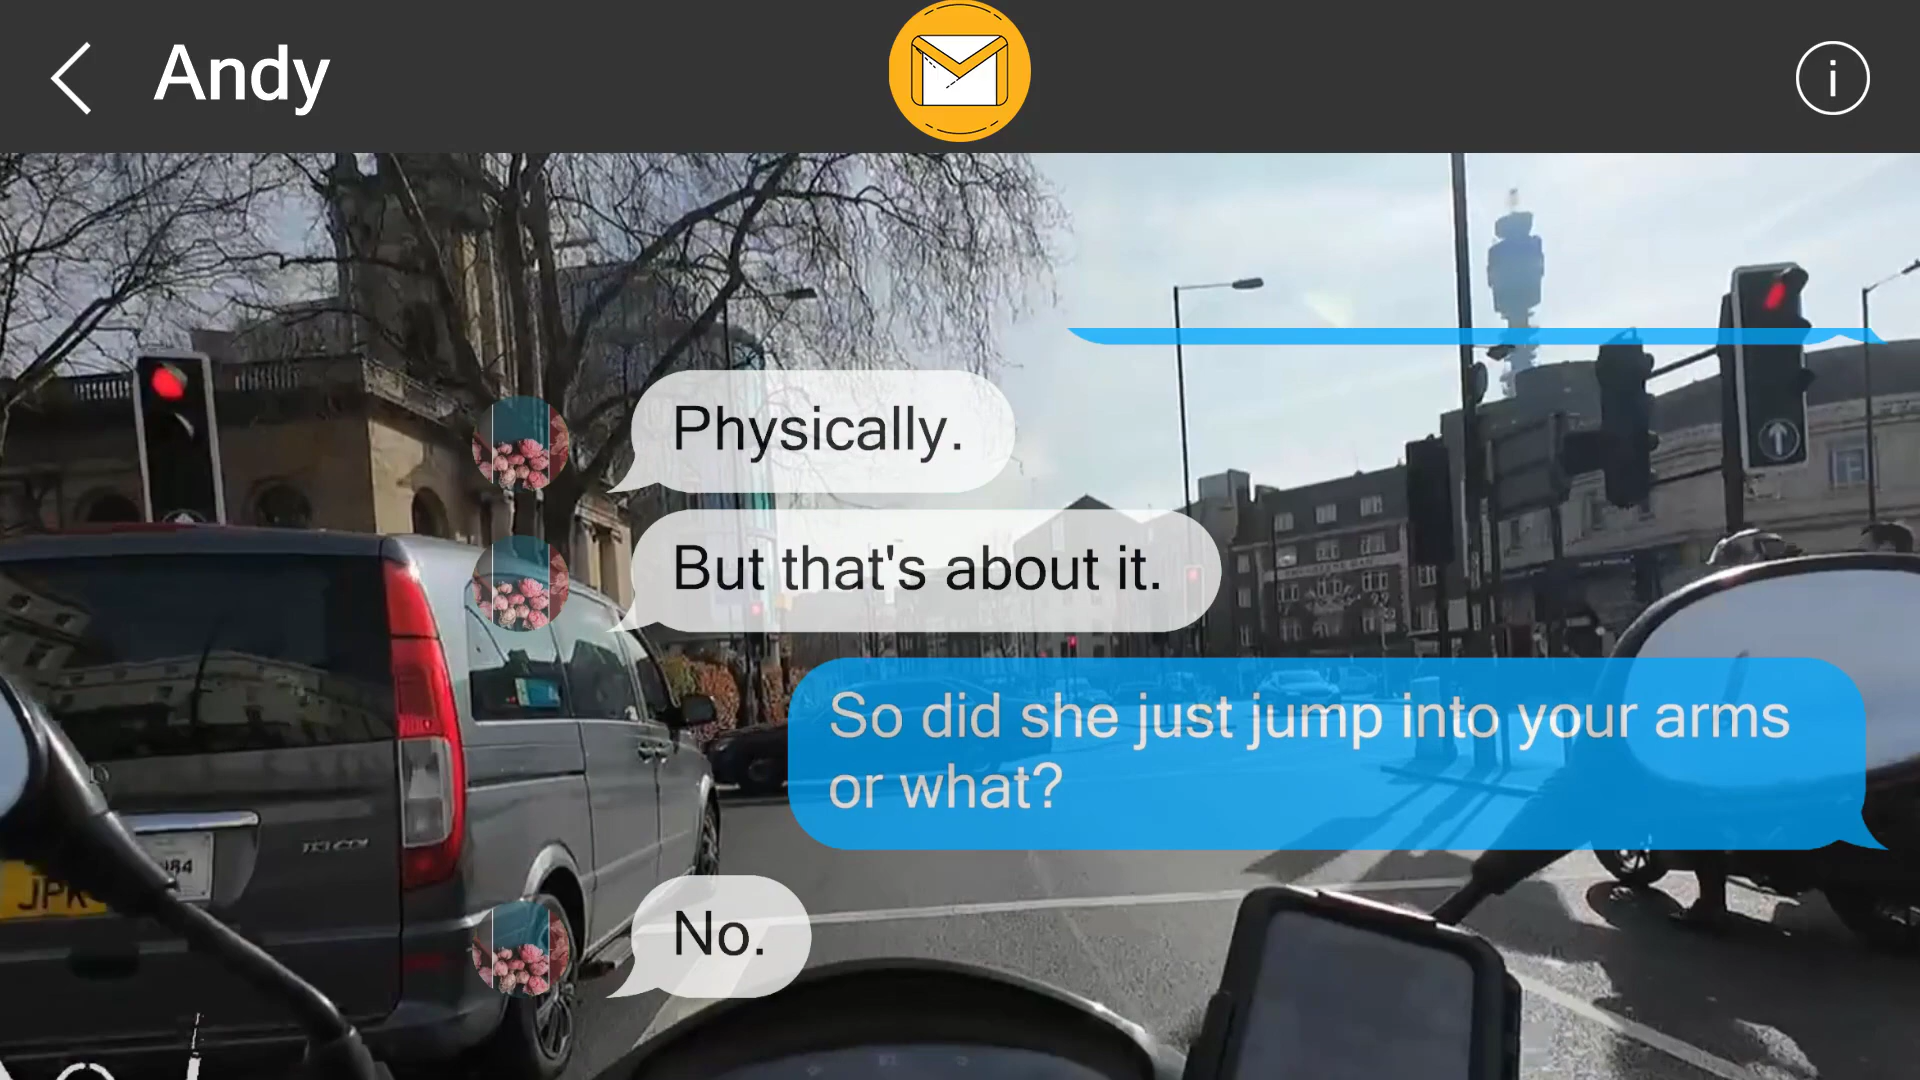 Andy
i
Physically.
But that's about it.
So did she just jump into your arms
or what?
No.